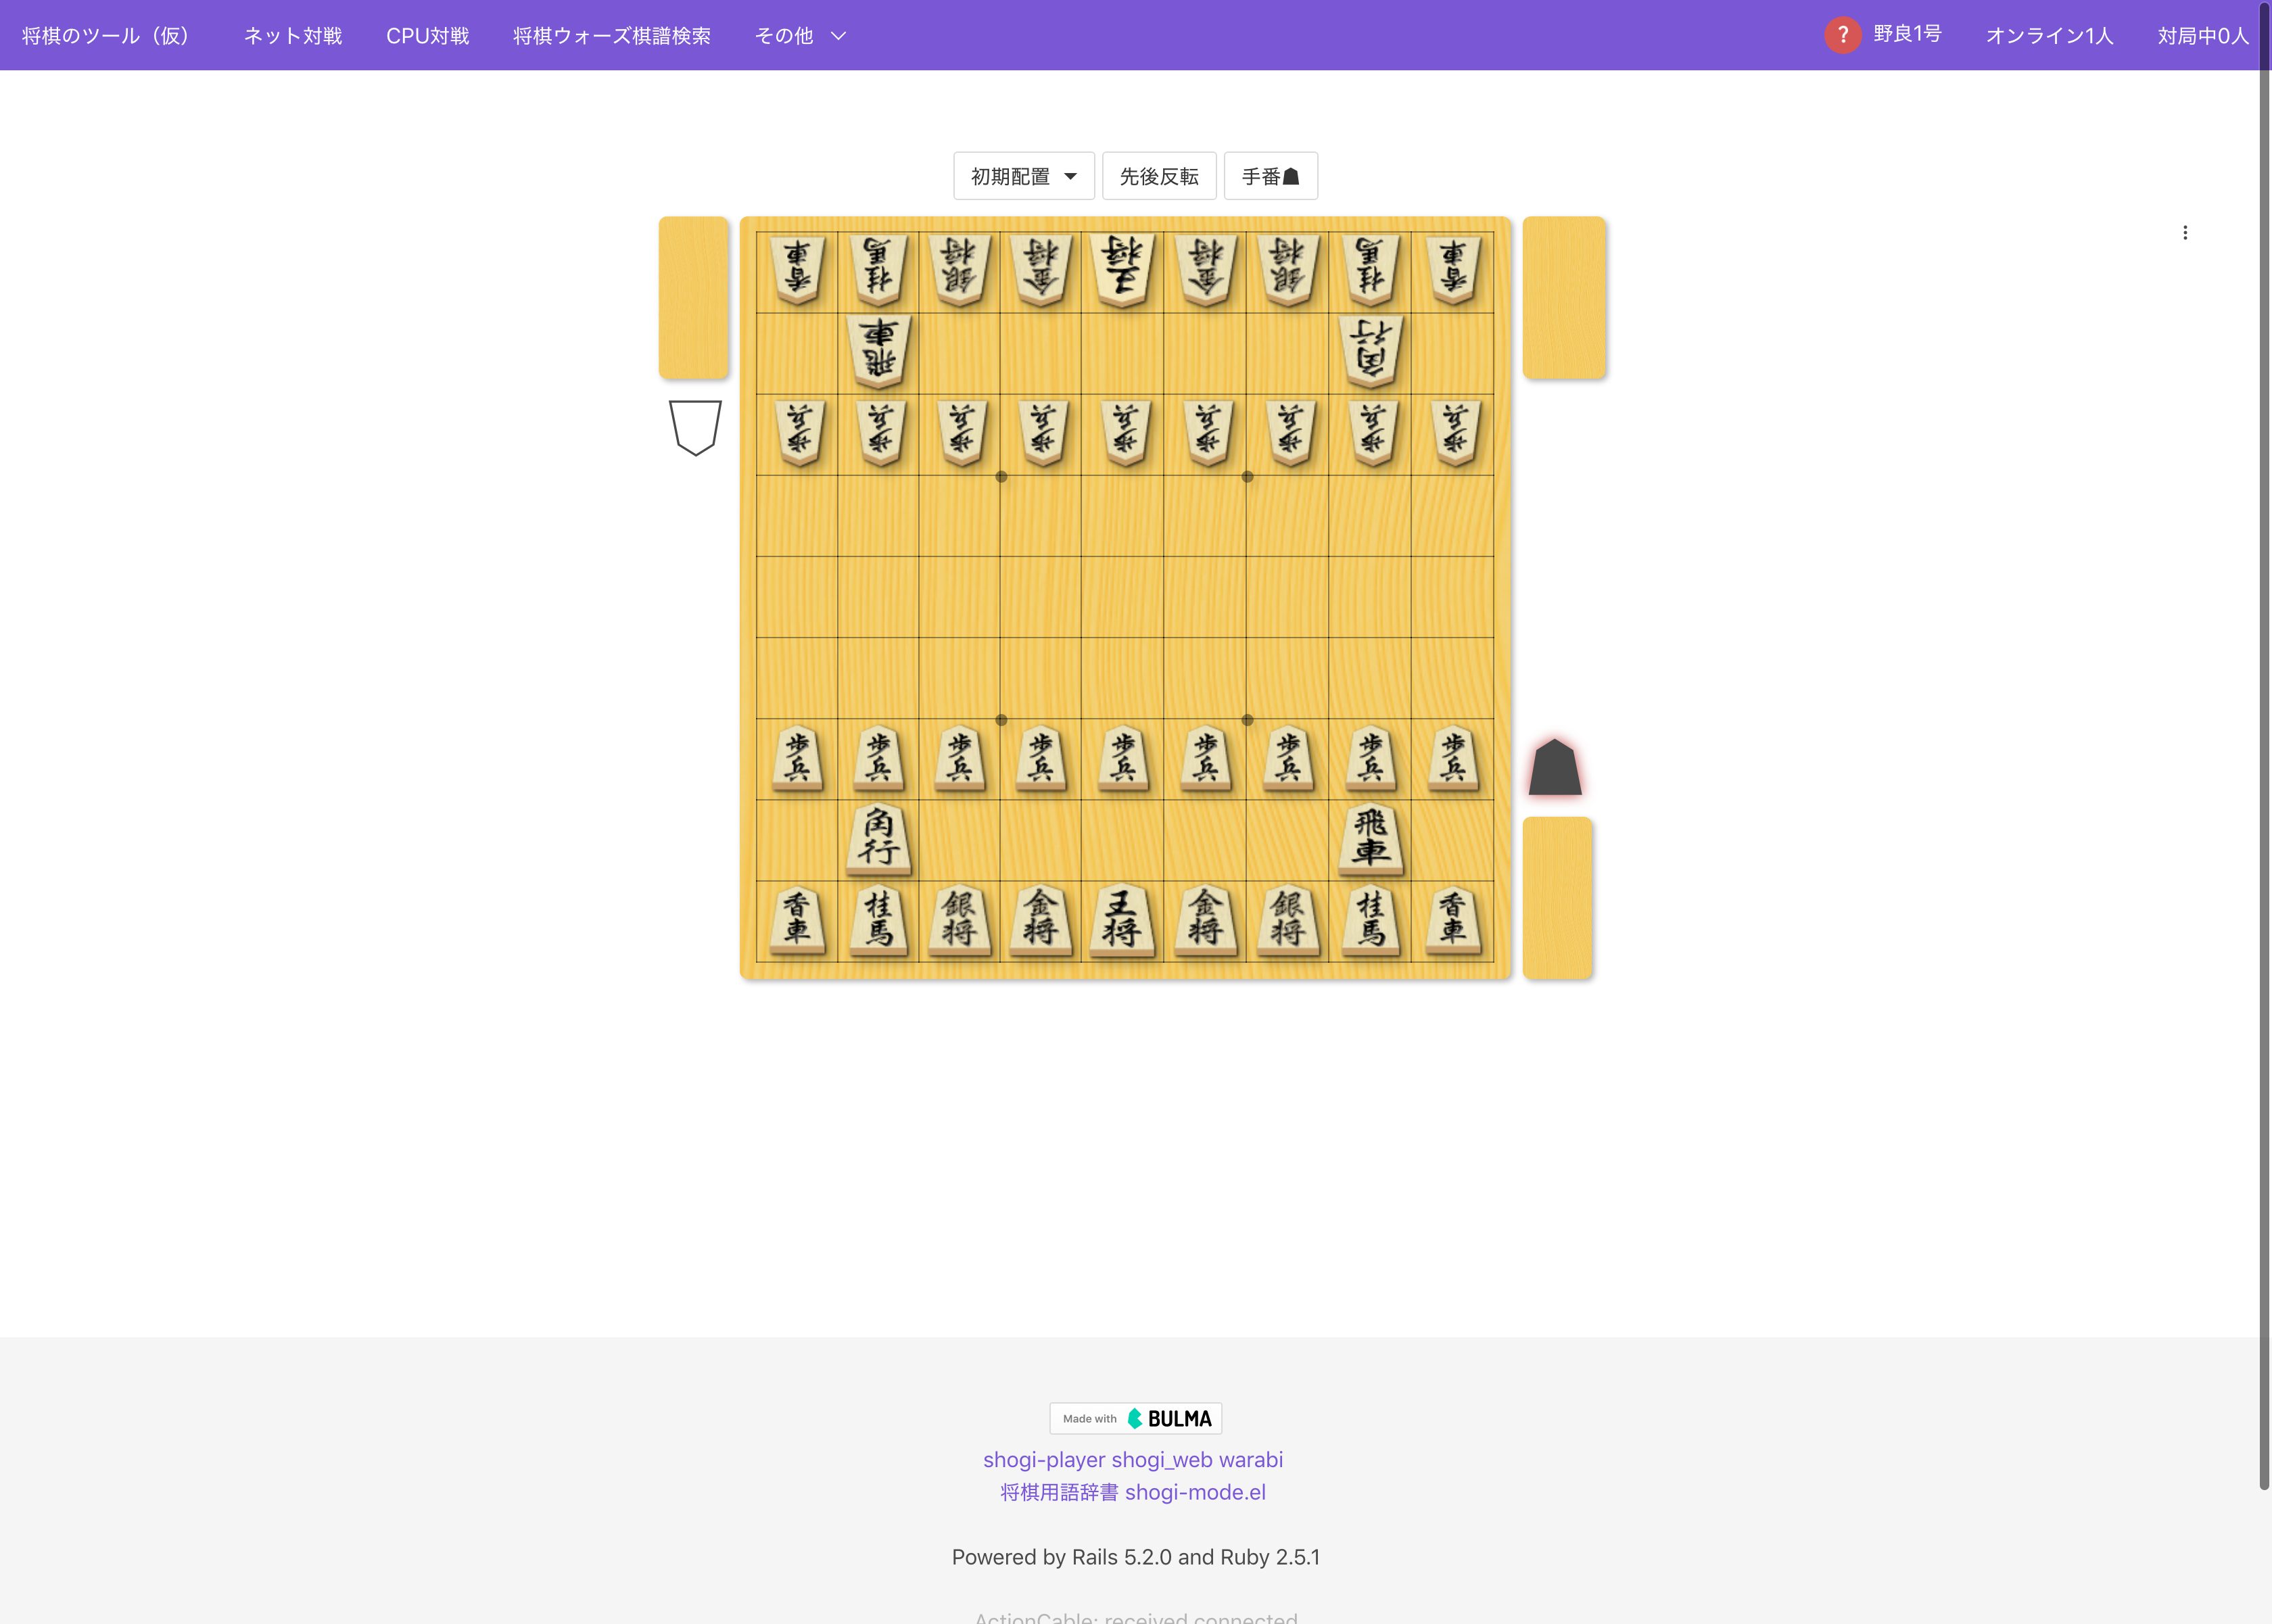 将棋のツール（仮） ネット対戦 CPU対戦 将棋ウォーズ棋譜検索 その他 ? 野良1号 オンライン1人 対局中0人
初期配置 先後反転 手番
香車 桂馬 銀将 金将 王将 金将 銀将 桂馬 香車
飛車 角行
歩兵 歩兵 歩兵 歩兵 歩兵 歩兵 歩兵 歩兵 歩兵
歩兵 歩兵 歩兵 歩兵 歩兵 歩兵 歩兵 歩兵 歩兵
角行 飛車
香車 桂馬 銀将 金将 王将 金将 銀将 桂馬 香車
Made with BULMA
shogi-player shogi_web warabi
将棋用語辞書 shogi-mode.el
Powered by Rails 5.2.0 and Ruby 2.5.1
ActionCable: received connected